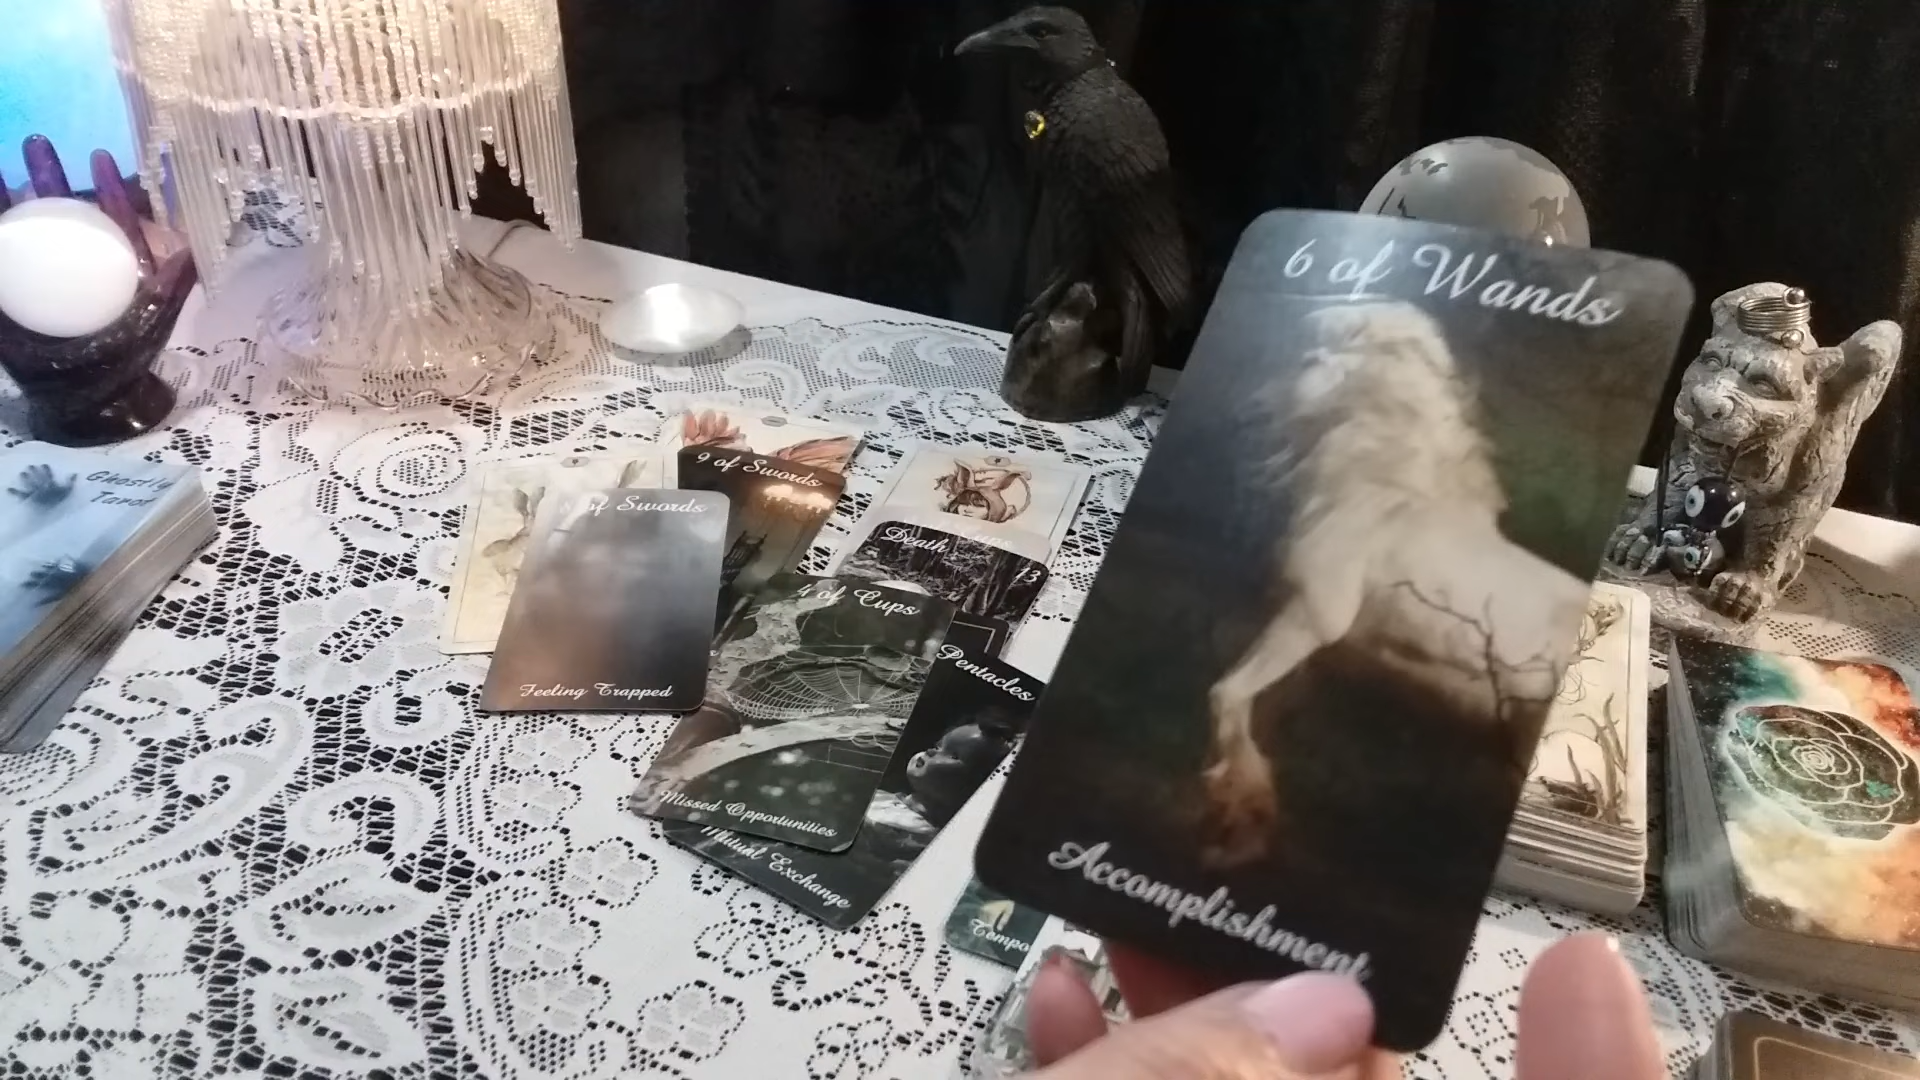 6 of Wands
Accomplishment
Ghostly
Tarot
9 of Swords
of Swords
Feeling Trapped
Death
13
4 of Cups
Missed Opportunities
Pentacles
Mutual Exchange